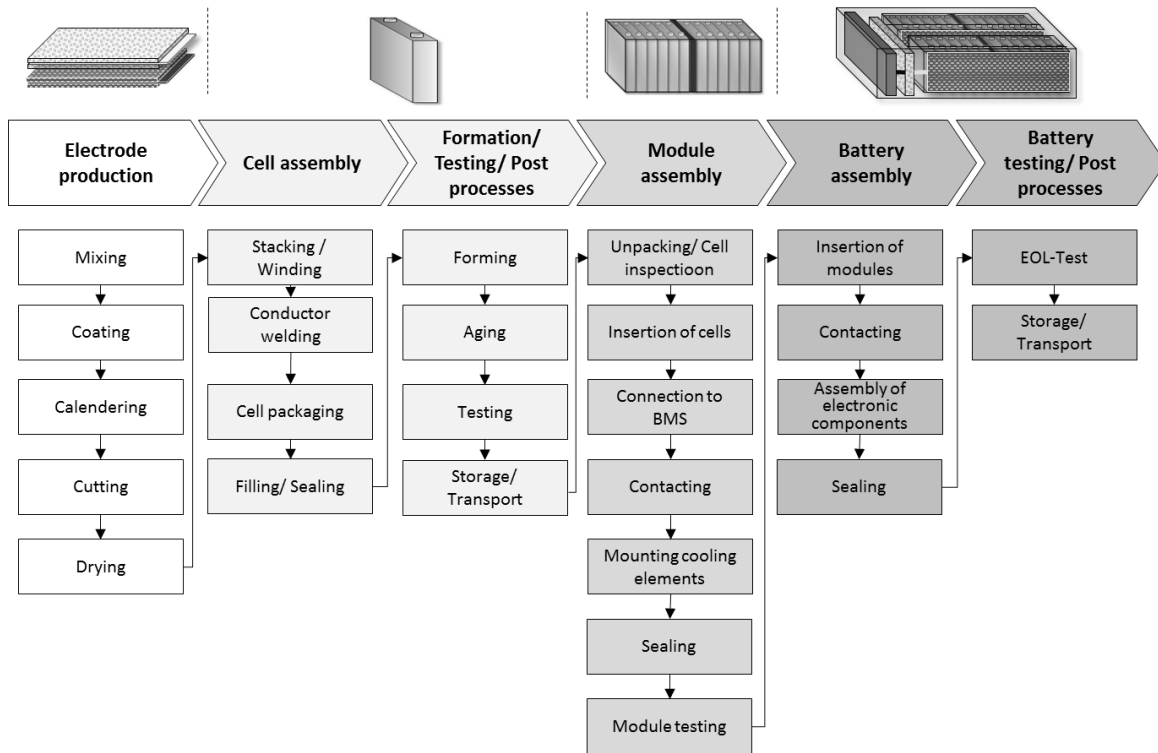 Electrode
production
Cell assembly
Formation/
Testing/ Post
processes
Module
assembly
Battery
assembly
Battery
testing/ Post
processes
Mixing
Coating
Calendering
Cutting
Drying
Stacking /
Winding
Conductor
welding
Cell packaging
Filling/ Sealing
Forming
Aging
Testing
Storage/
Transport
Unpacking/ Cell
inspectioon
Insertion of cells
Connection to
BMS
Contacting
Mounting cooling
elements
Sealing
Module testing
Insertion of
modules
Contacting
Assembly of
electronic
components
Sealing
EOL-Test
Storage/
Transport